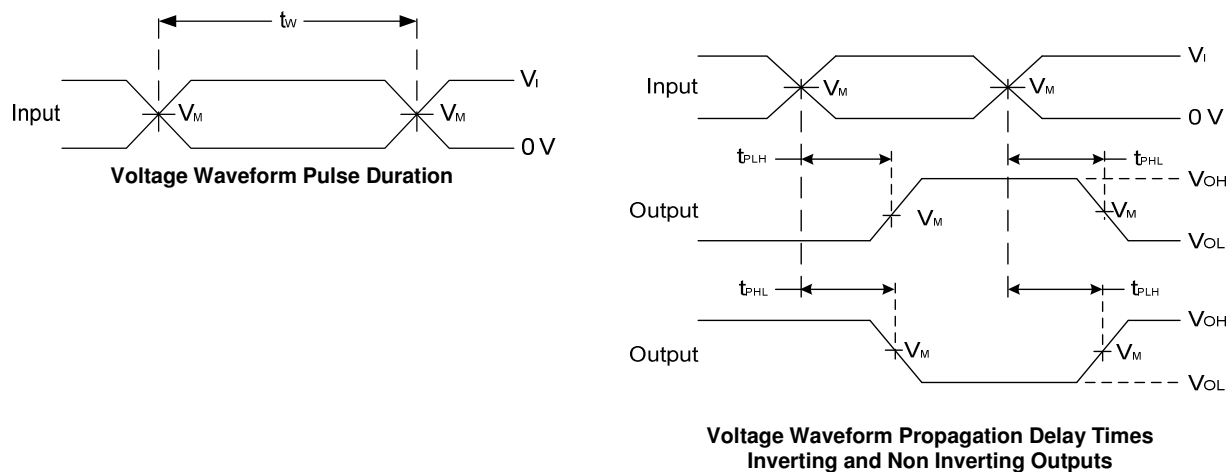 tW
VI
Input
VM
VM
0 V
Voltage Waveform Pulse Duration
VI
Input
VM
VM
0 V
tPLH
tPHL
VOH
Output
VM
VM
VOL
tPHL
tPLH
VOH
Output
VM
VM
VOL
Voltage Waveform Propagation Delay Times
Inverting and Non Inverting Outputs